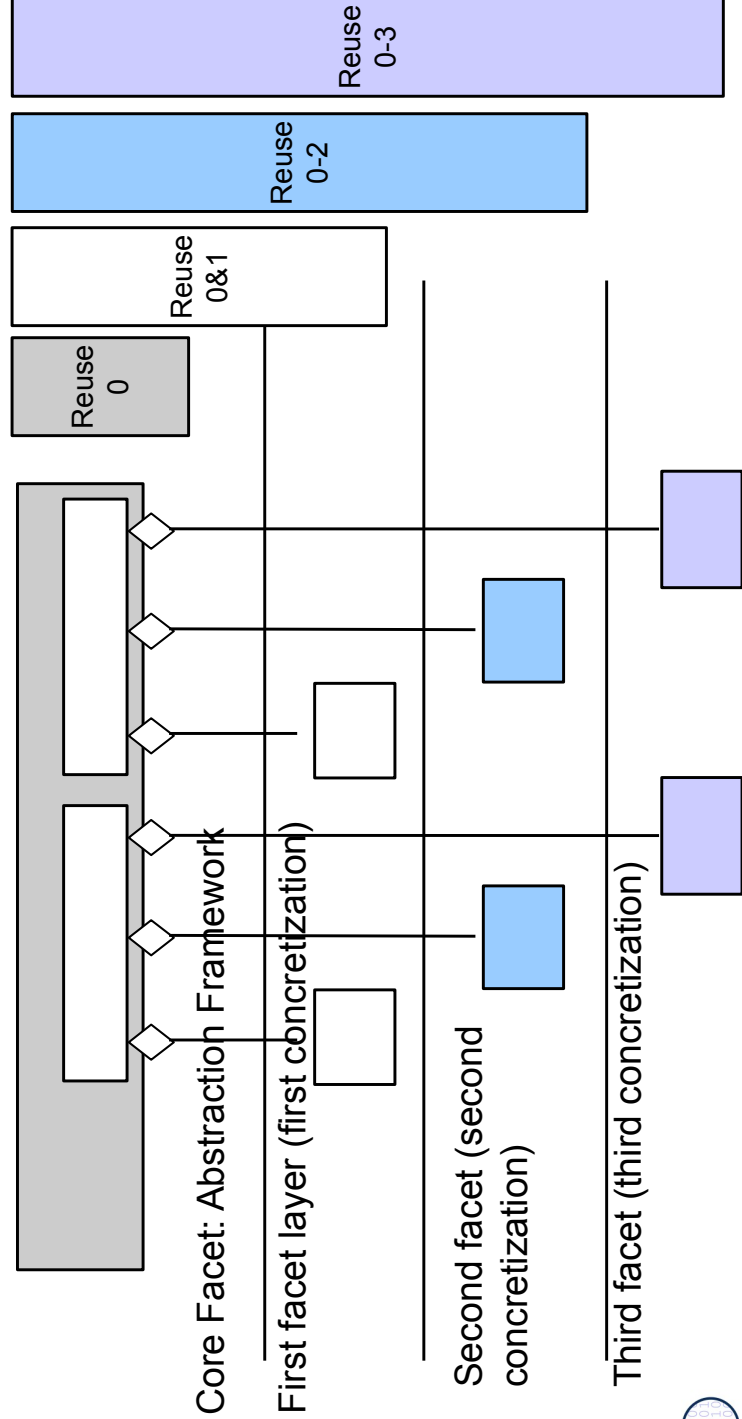 Core Facet: Abstraction Framework
First facet layer (first concretization)
Second facet (second
concretization)
Third facet (third concretization)
Reuse
0
Reuse
0&1
Reuse
0-2
Reuse
0-3